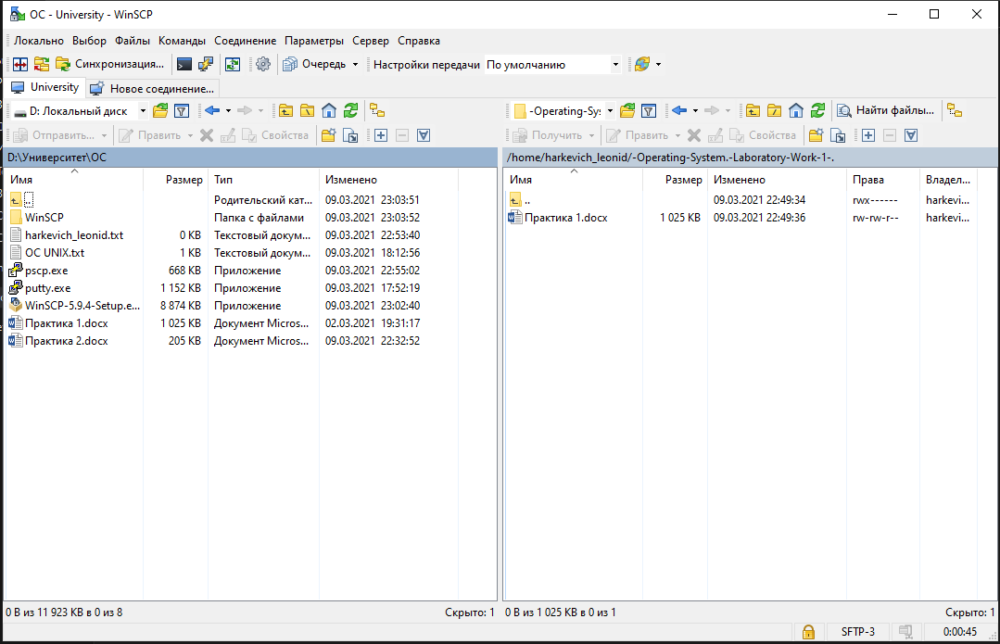 ОС - University - WinSCP
Локально Выбор Файлы Команды Соединение Параметры Сервер Справка
Синхронизация... Очередь Настройки передачи По умолчанию
University Новое соединение...
D: Локальный диск -Operating-Sys Найти файлы...
Отправить... Править Свойства Получить Править Свойства
D:\Университет\ОС /home/harkevich_leonid/-Operating-System.-Laboratory-Work-1-.
Имя Размер Тип Изменено Имя Размер Изменено Права Владел...
.. Родительский кат... 09.03.2021 23:03:51 .. 09.03.2021 22:49:34 rwx------ harkevi...
WinSCP Папка с файлами 09.03.2021 23:03:52 Практика 1.docx 1 025 KB 09.03.2021 22:49:36 rw-rw-r-- harkevi...
harkevich_leonid.txt 0 KB Текстовый докум... 09.03.2021 22:53:40
ОС UNIX.txt 1 KB Текстовый докум... 09.03.2021 18:12:56
pscp.exe 668 KB Приложение 09.03.2021 22:55:02
putty.exe 1 152 KB Приложение 09.03.2021 17:52:19
WinSCP-5.9.4-Setup.e... 8 874 KB Приложение 09.03.2021 23:02:40
Практика 1.docx 1 025 KB Документ Micros... 02.03.2021 19:31:17
Практика 2.docx 205 KB Документ Micros... 09.03.2021 22:32:52
0 B из 11 923 KB в 0 из 8 Скрыто: 1 0 B из 1 025 KB в 0 из 1 Скрыто: 1
SFTP-3 0:00:45